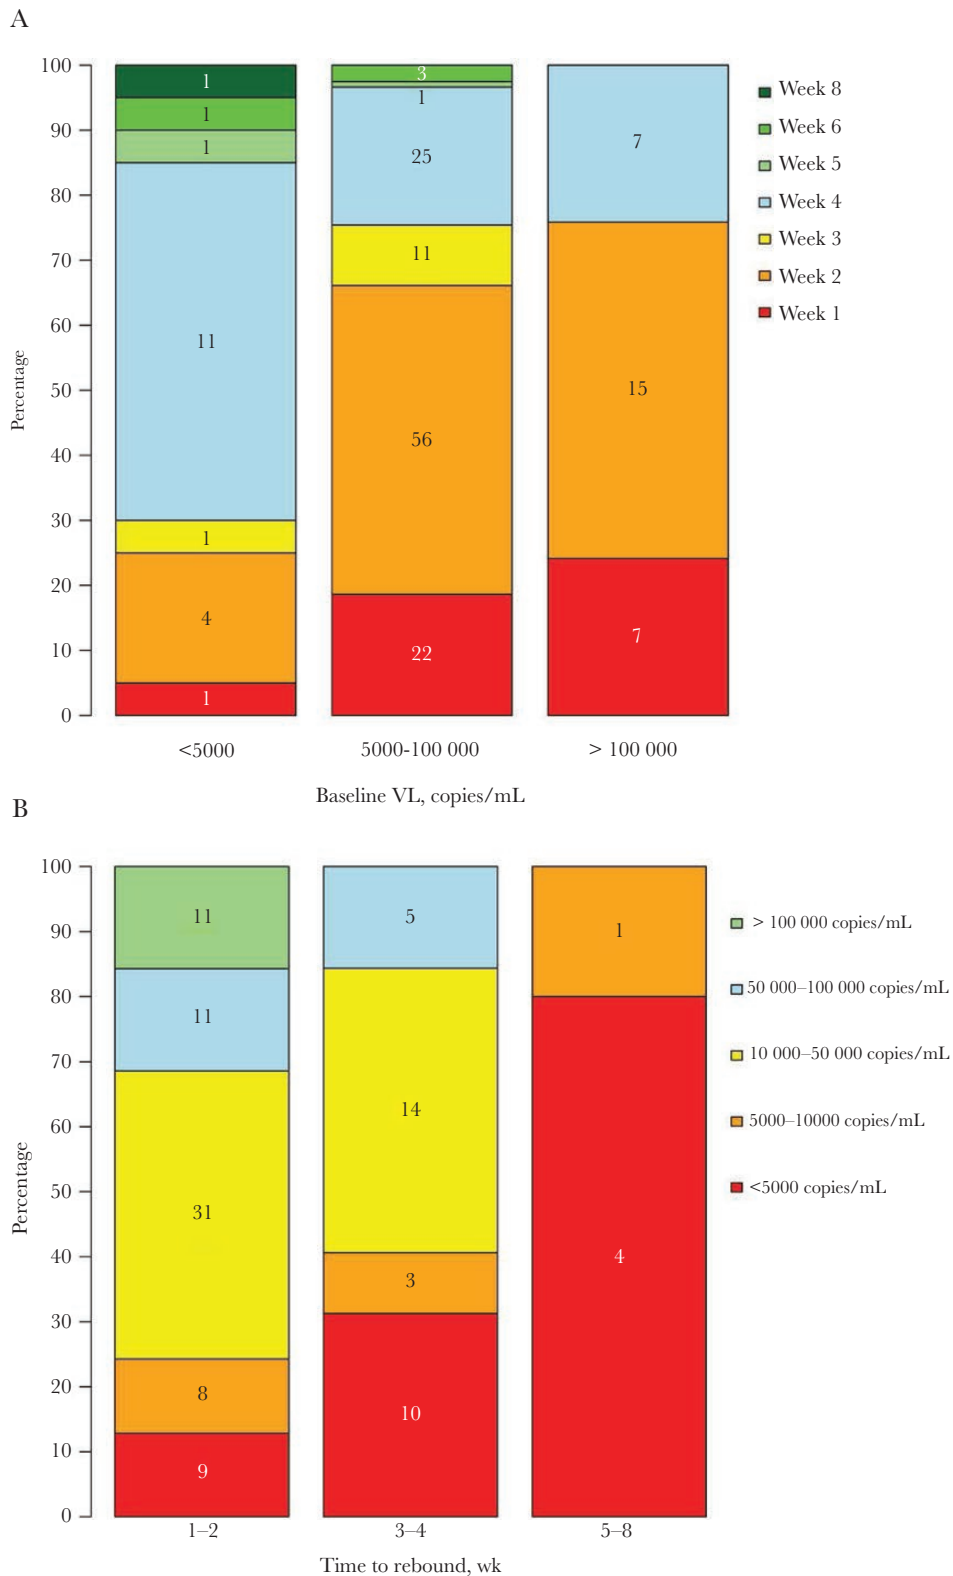 A
100
90
80
70
60
50
40
30
20
10
0
Percentage
1
1
1
11
1
4
1
3
1
25
11
56
22
7
15
7
<5000
5000-100 000
> 100 000
Baseline VL, copies/mL
Week 8
Week 6
Week 5
Week 4
Week 3
Week 2
Week 1
B
100
90
80
70
60
50
40
30
20
10
0
Percentage
11
11
31
8
9
5
14
3
10
1
4
1–2
3–4
5–8
Time to rebound, wk
> 100 000 copies/mL
50 000–100 000 copies/mL
10 000–50 000 copies/mL
5000–10000 copies/mL
<5000 copies/mL